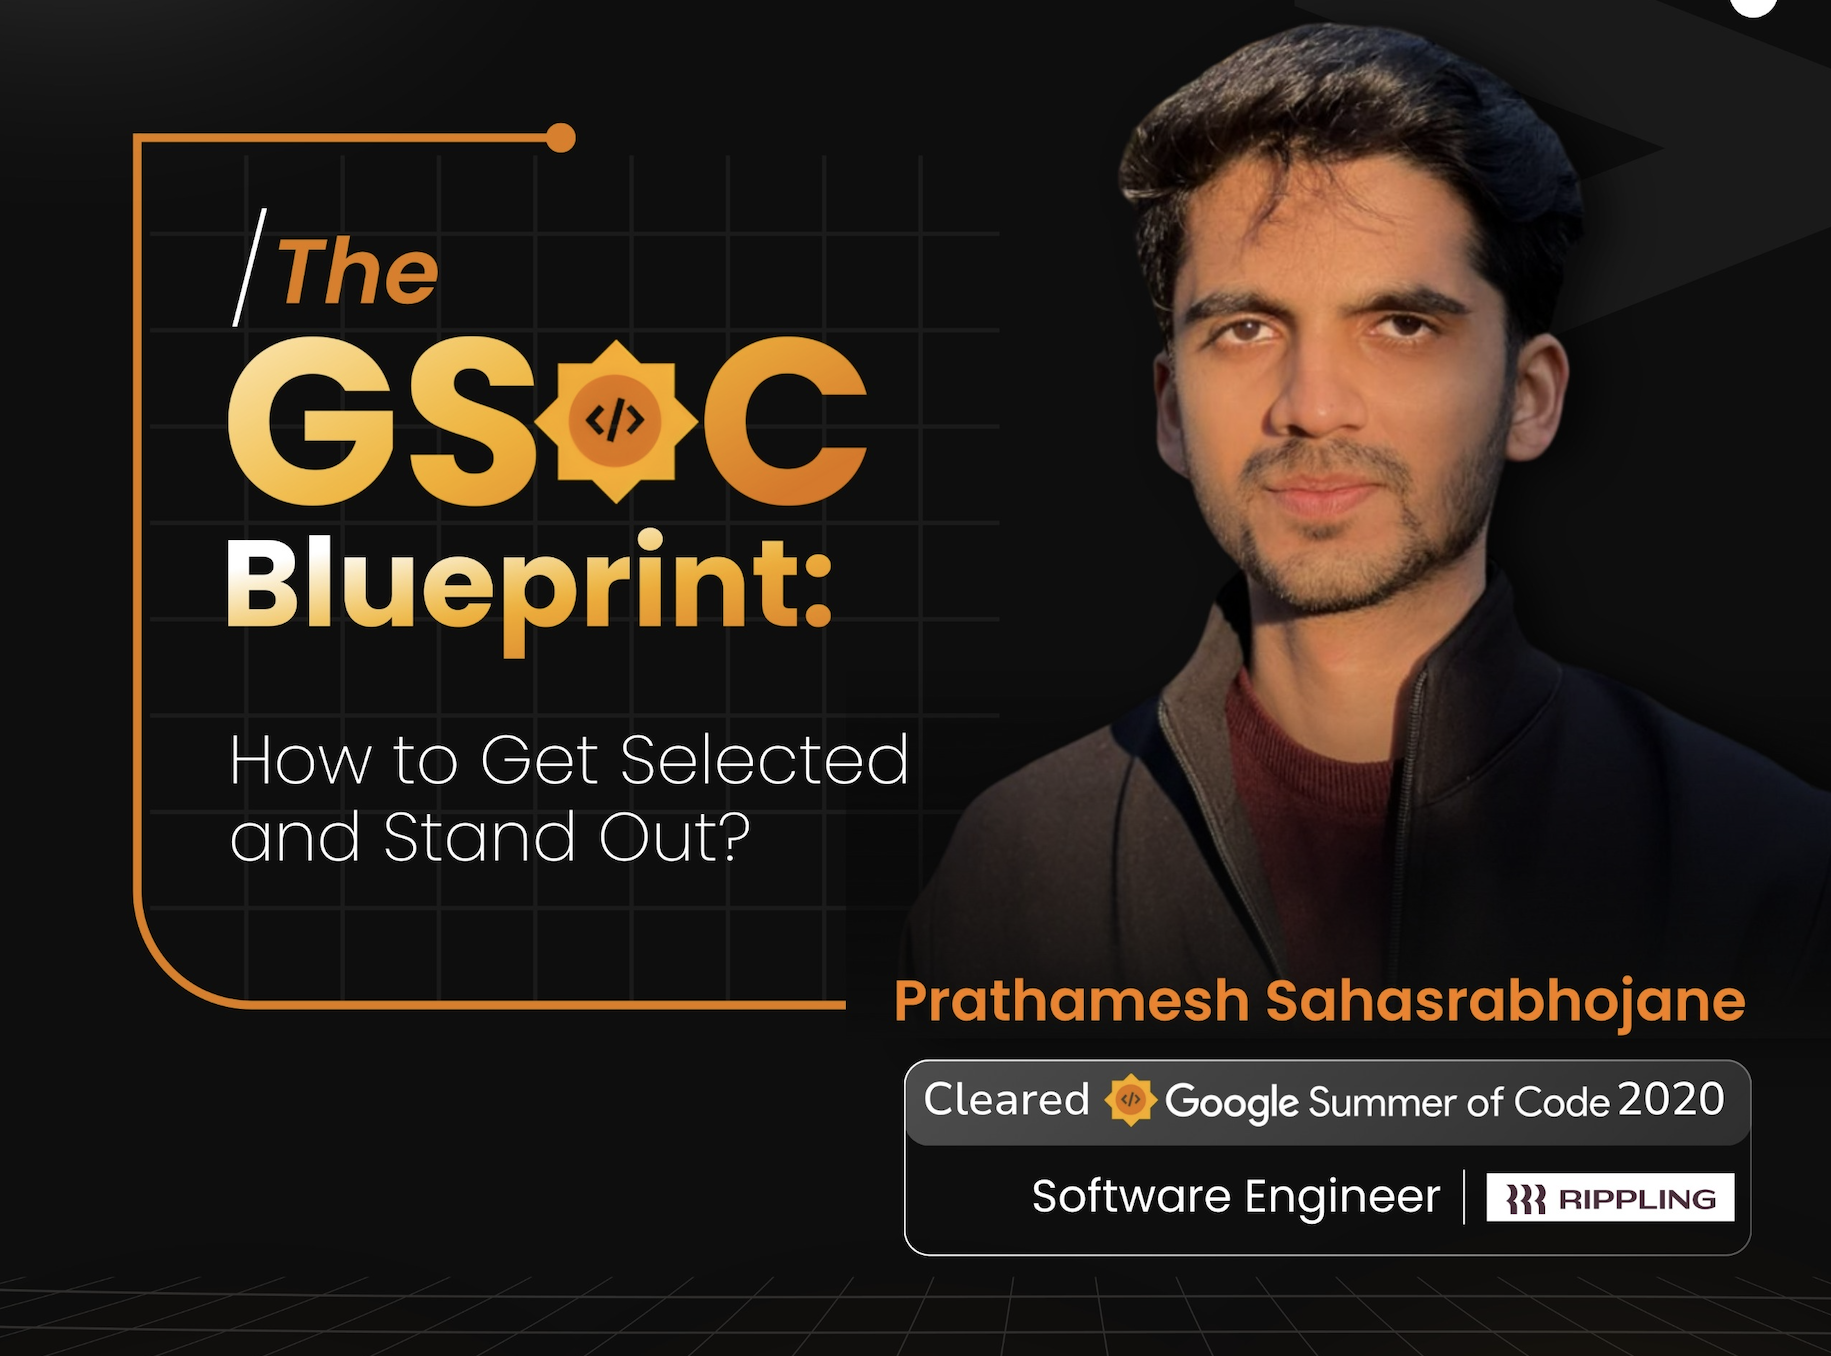 /The
GSOC
Blueprint:
How to Get Selected
and Stand Out?
Prathamesh Sahasrabhojane
Cleared </> Google Summer of Code 2020
Software Engineer | RIPPLING